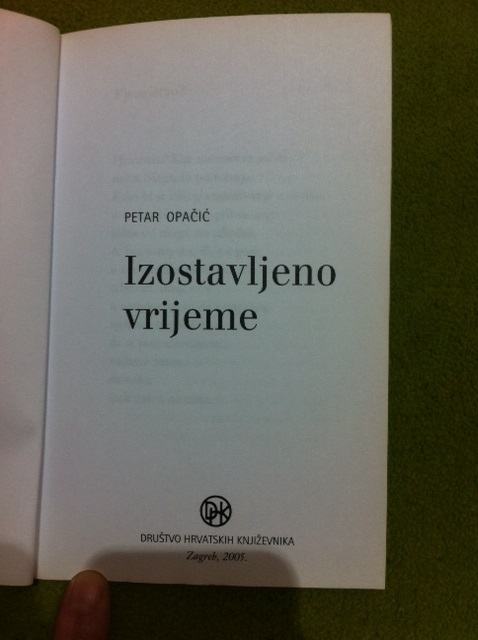 PETAR OPAČIĆ
Izostavljeno
vrijeme
DHK
DRUŠTVO HRVATSKIH KNJIŽEVNIKA
Zagreb, 2005.